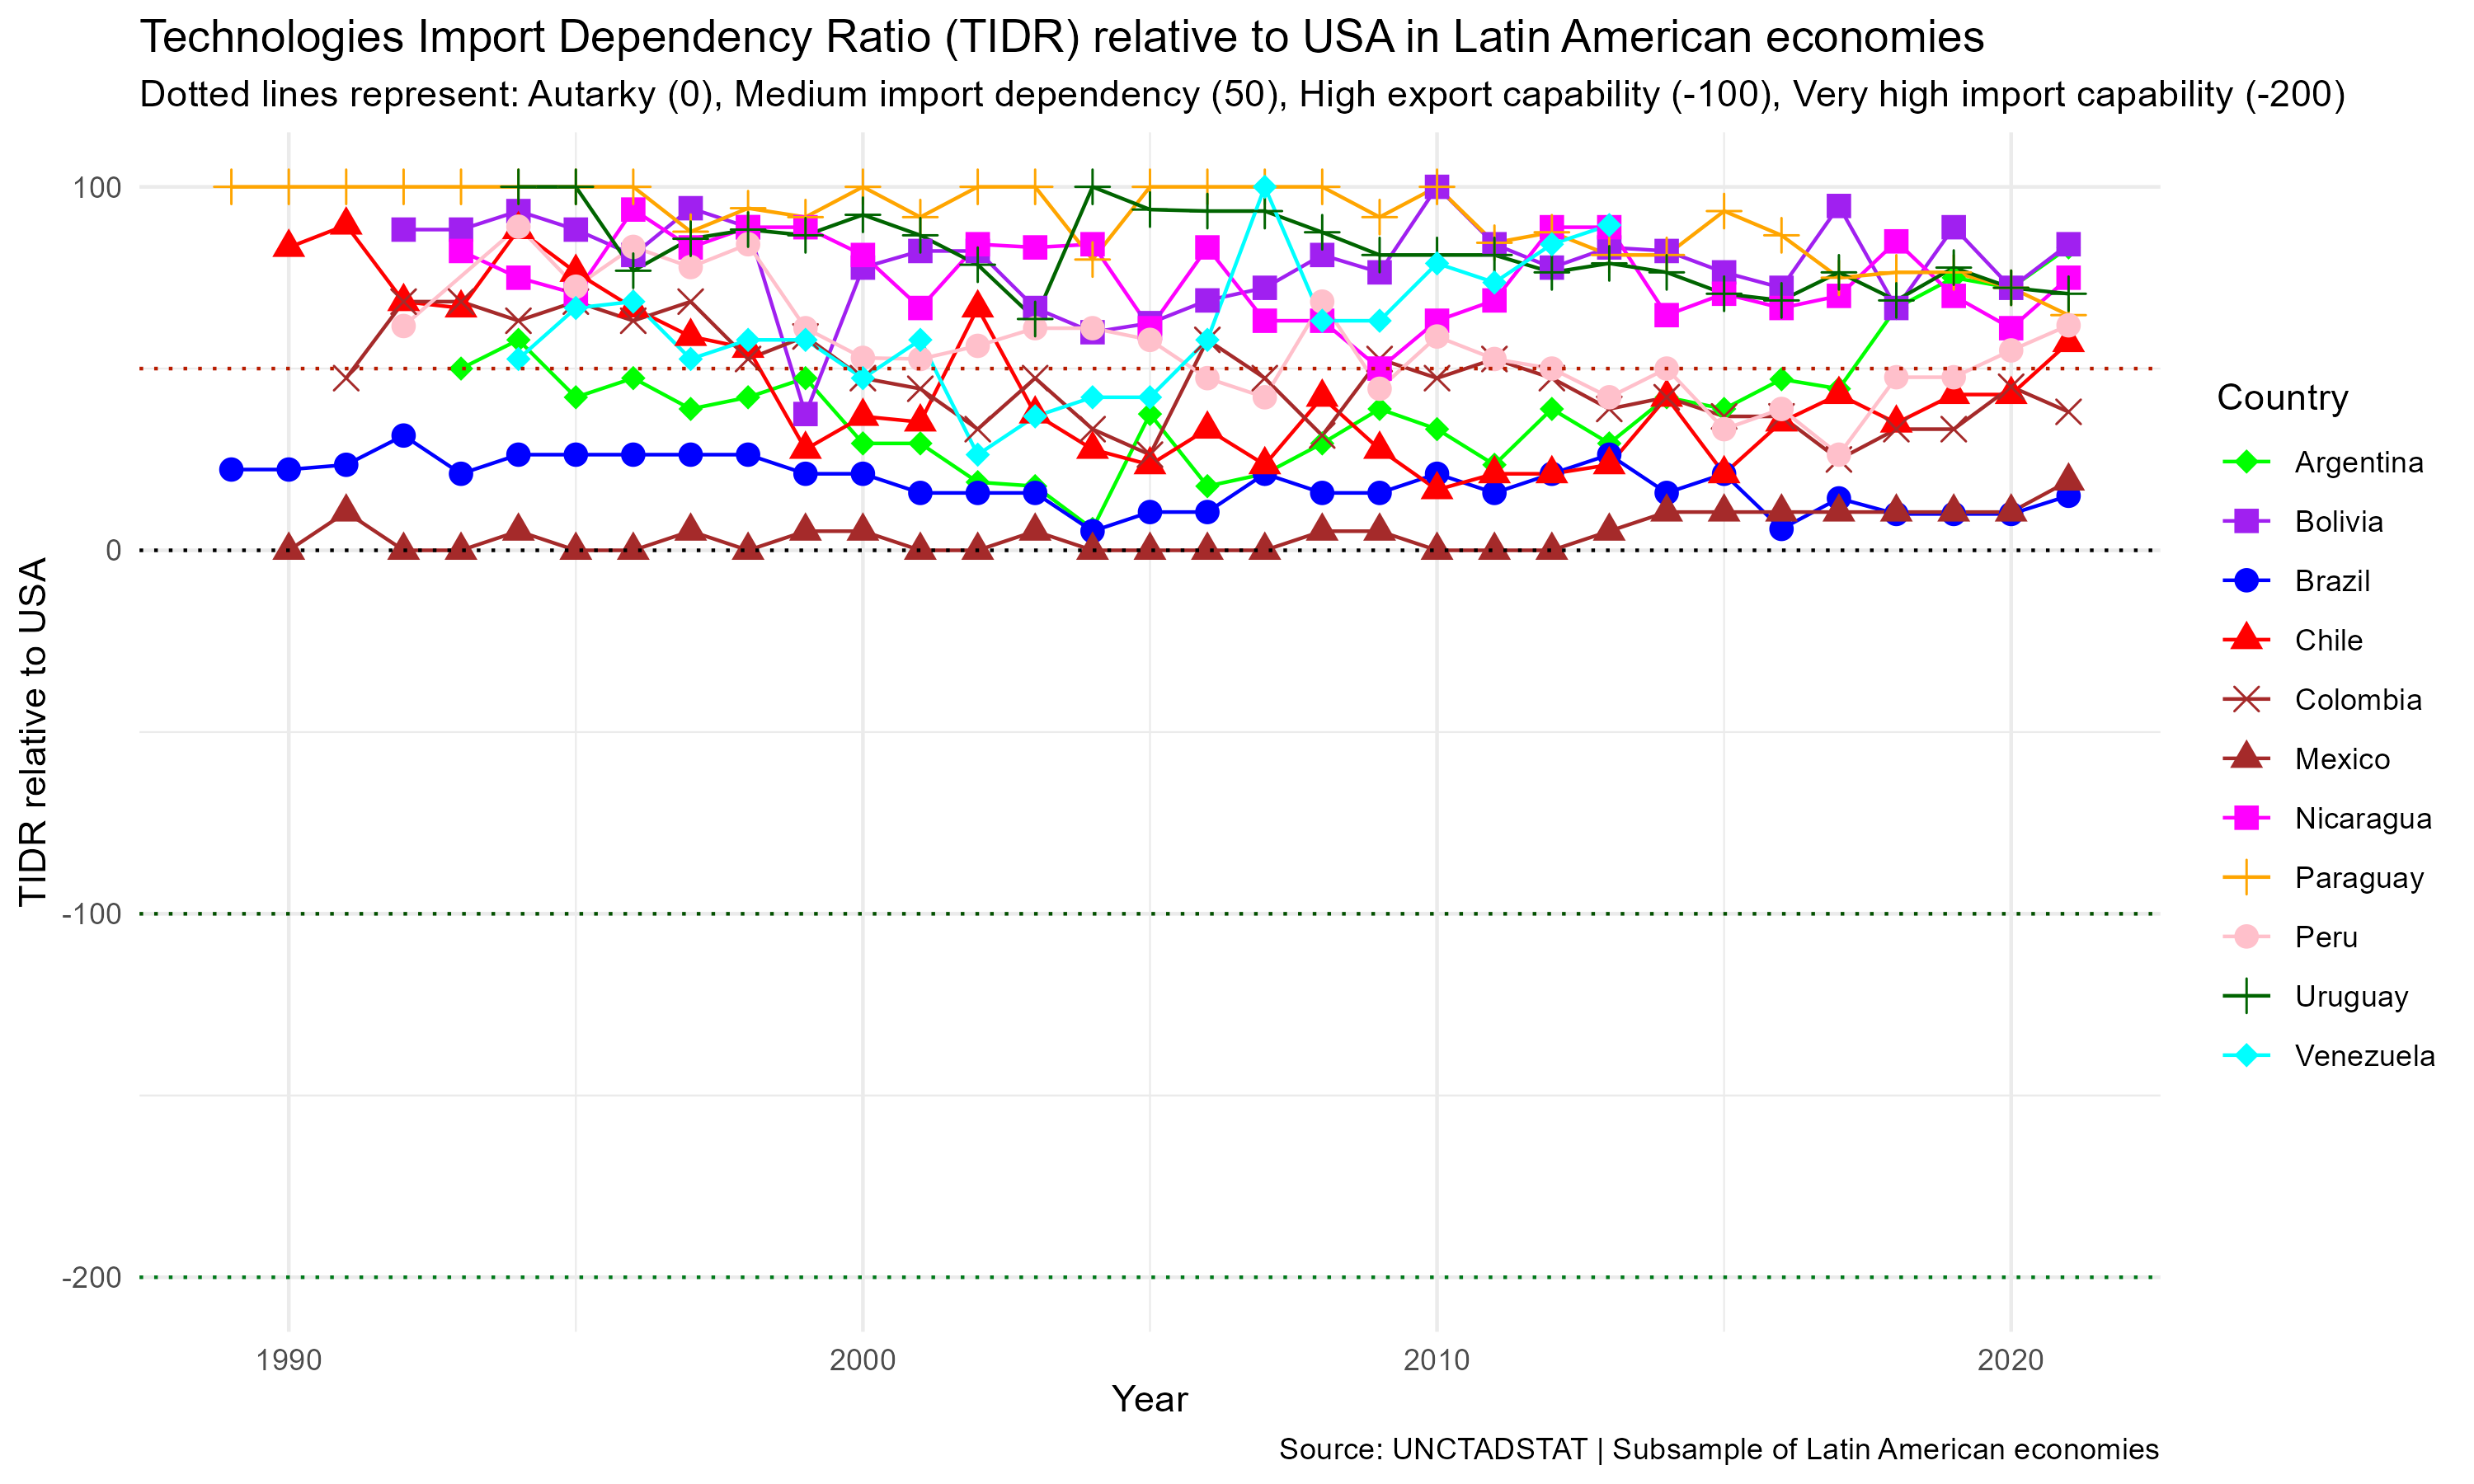 Technologies Import Dependency Ratio (TIDR) relative to USA in Latin American economies
Dotted lines represent: Autarky (0), Medium import dependency (50), High export capability (-100), Very high import capability (-200)
TIDR relative to USA
100
0
-100
-200
1990
2000
2010
2020
Year
Country
Argentina
Bolivia
Brazil
Chile
Colombia
Mexico
Nicaragua
Paraguay
Peru
Uruguay
Venezuela
Source: UNCTADSTAT | Subsample of Latin American economies